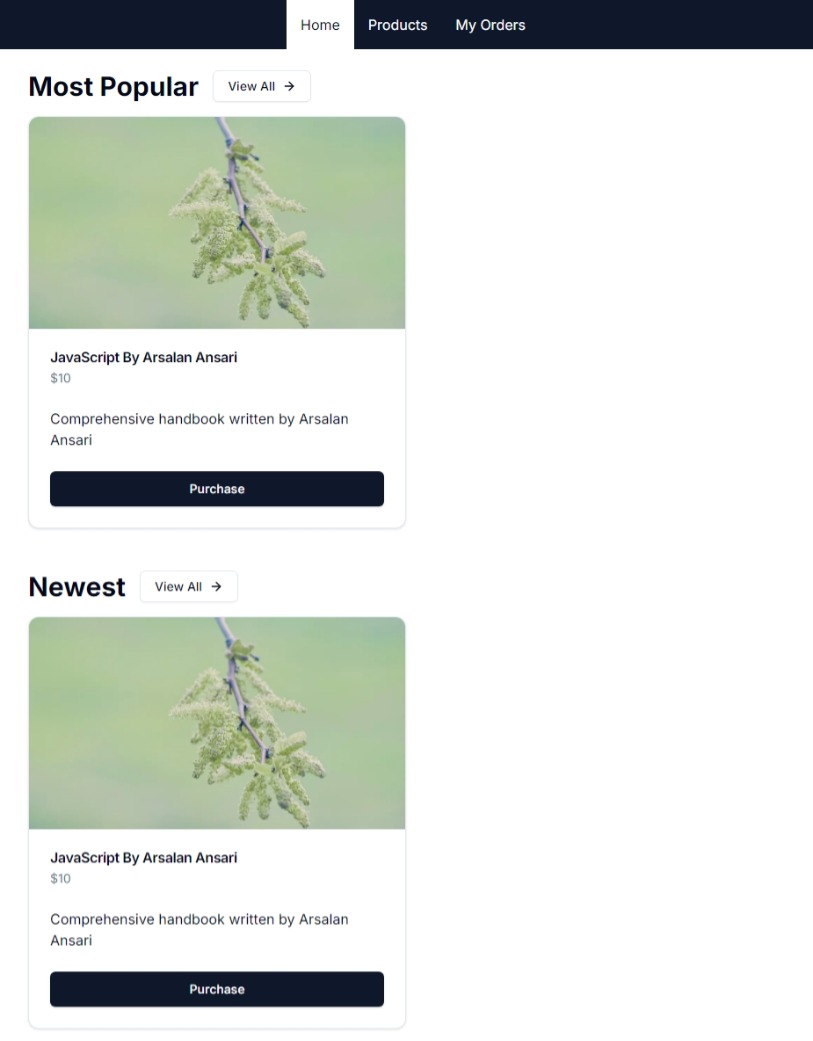 Home Products My Orders
Most Popular View All
JavaScript By Arsalan Ansari
$10
Comprehensive handbook written by Arsalan
Ansari
Purchase
Newest View All
JavaScript By Arsalan Ansari
$10
Comprehensive handbook written by Arsalan
Ansari
Purchase